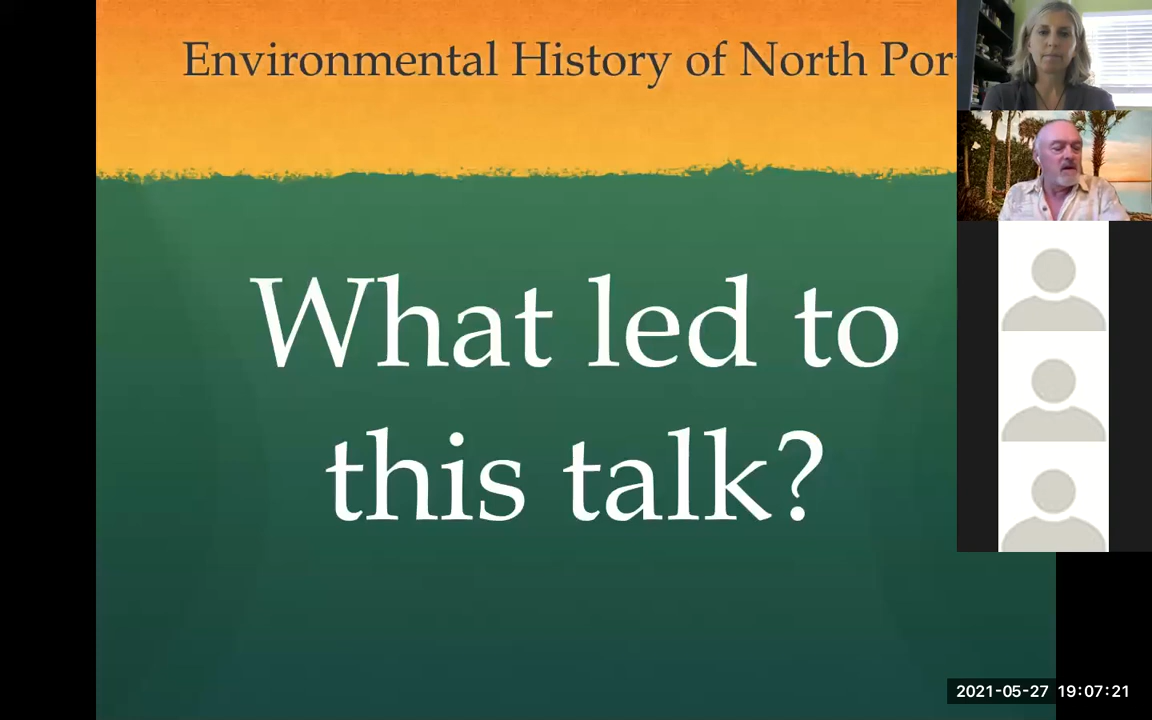 Environmental History of North Por
What led to
this talk?
2021-05-27 19:07:21